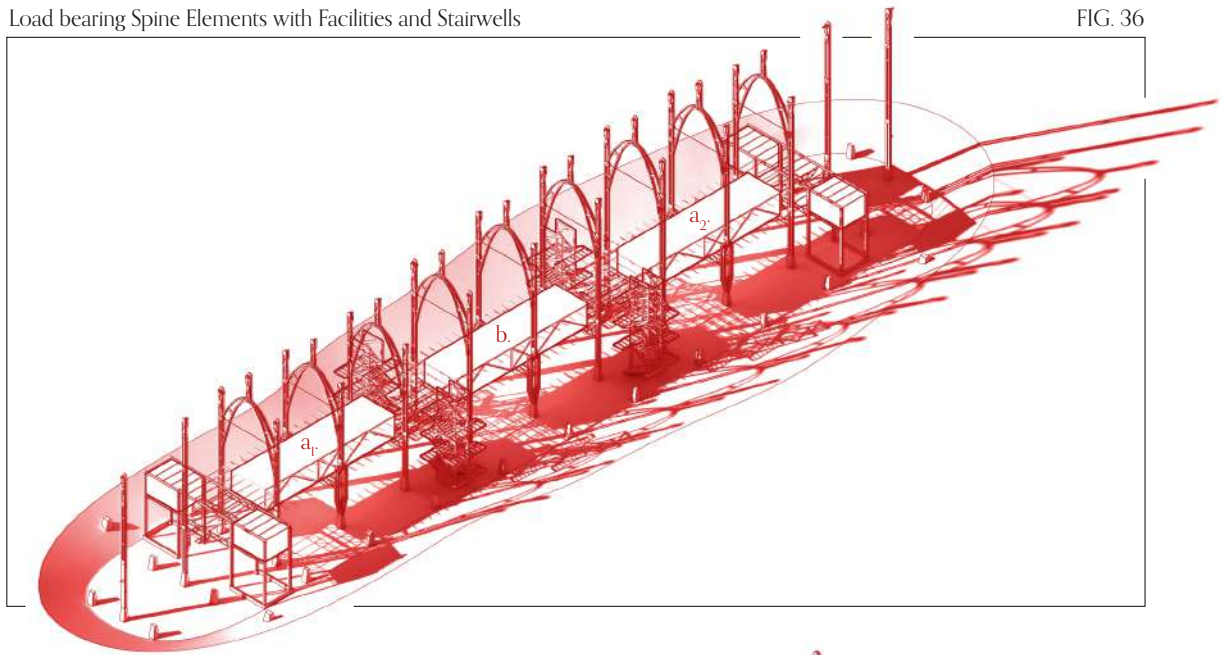 Load bearing Spine Elements with Facilities and Stairwells
FIG. 36
a2.
b.
a1.